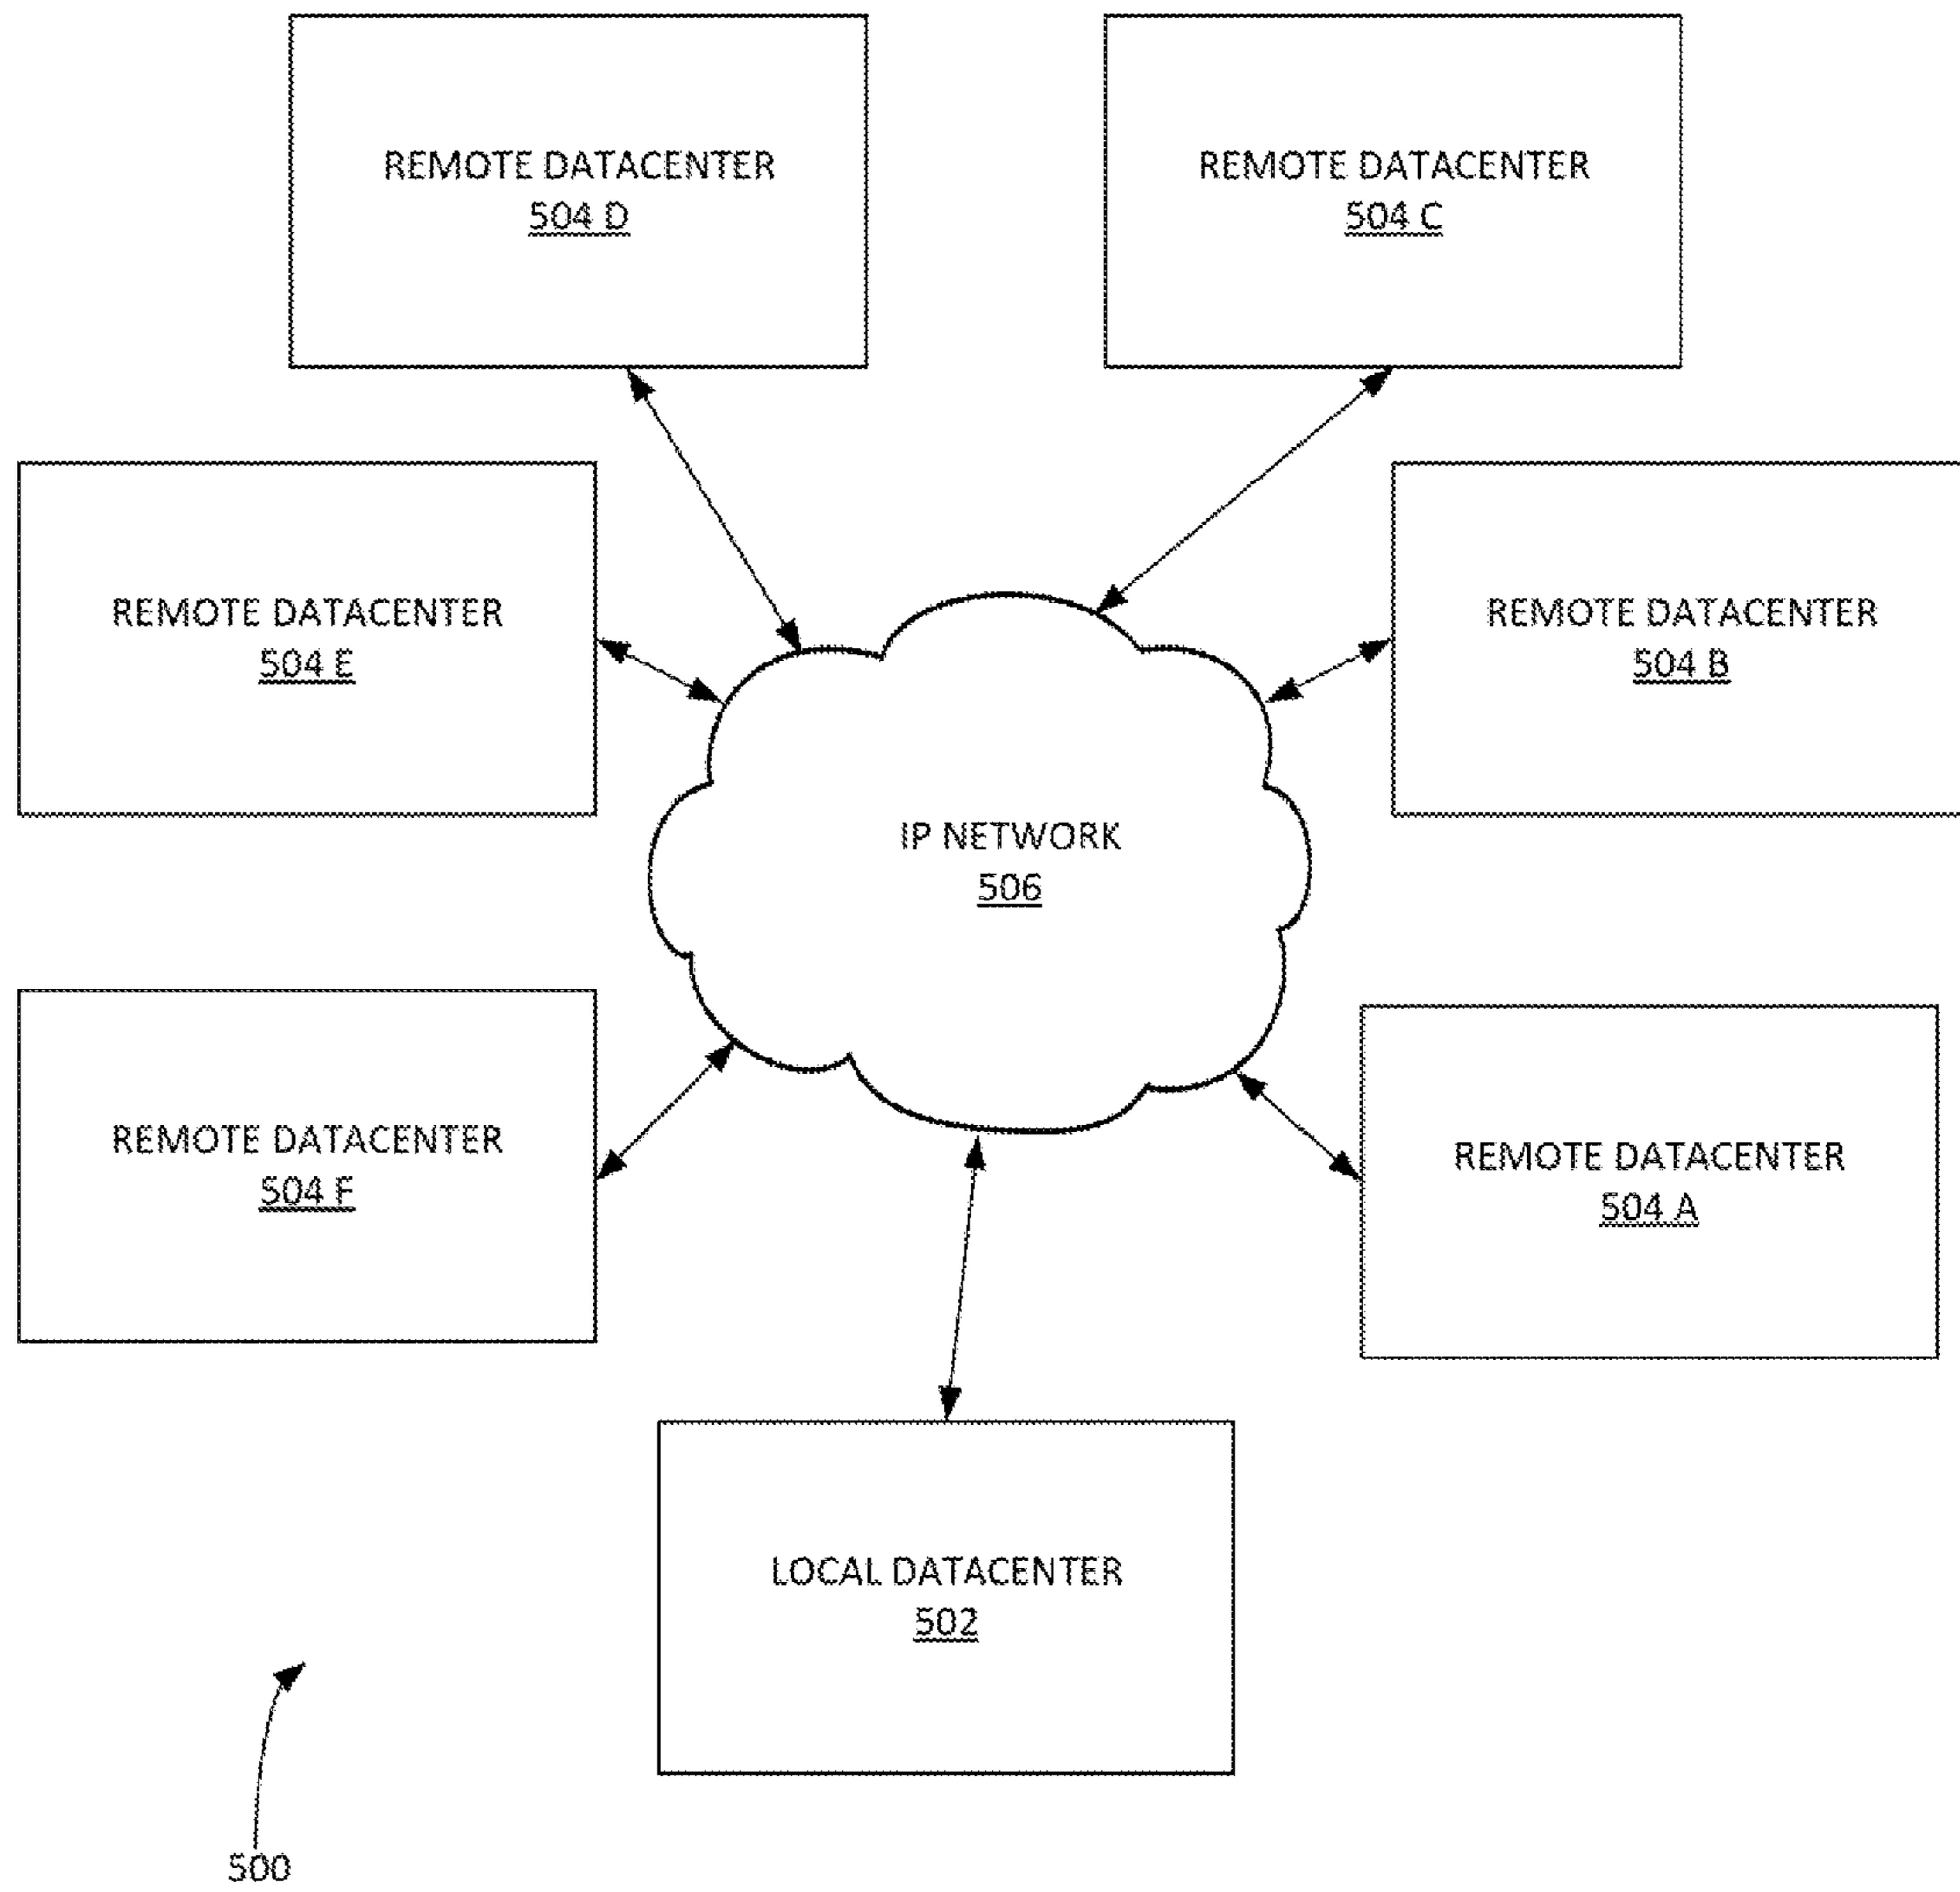 REMOTE DATACENTER
504 D
REMOTE DATACENTER
504 C
REMOTE DATACENTER
504 E
REMOTE DATACENTER
504 B
IP NETWORK
506
REMOTE DATACENTER
504 F
REMOTE DATACENTER
504 A
LOCAL DATACENTER
502
500